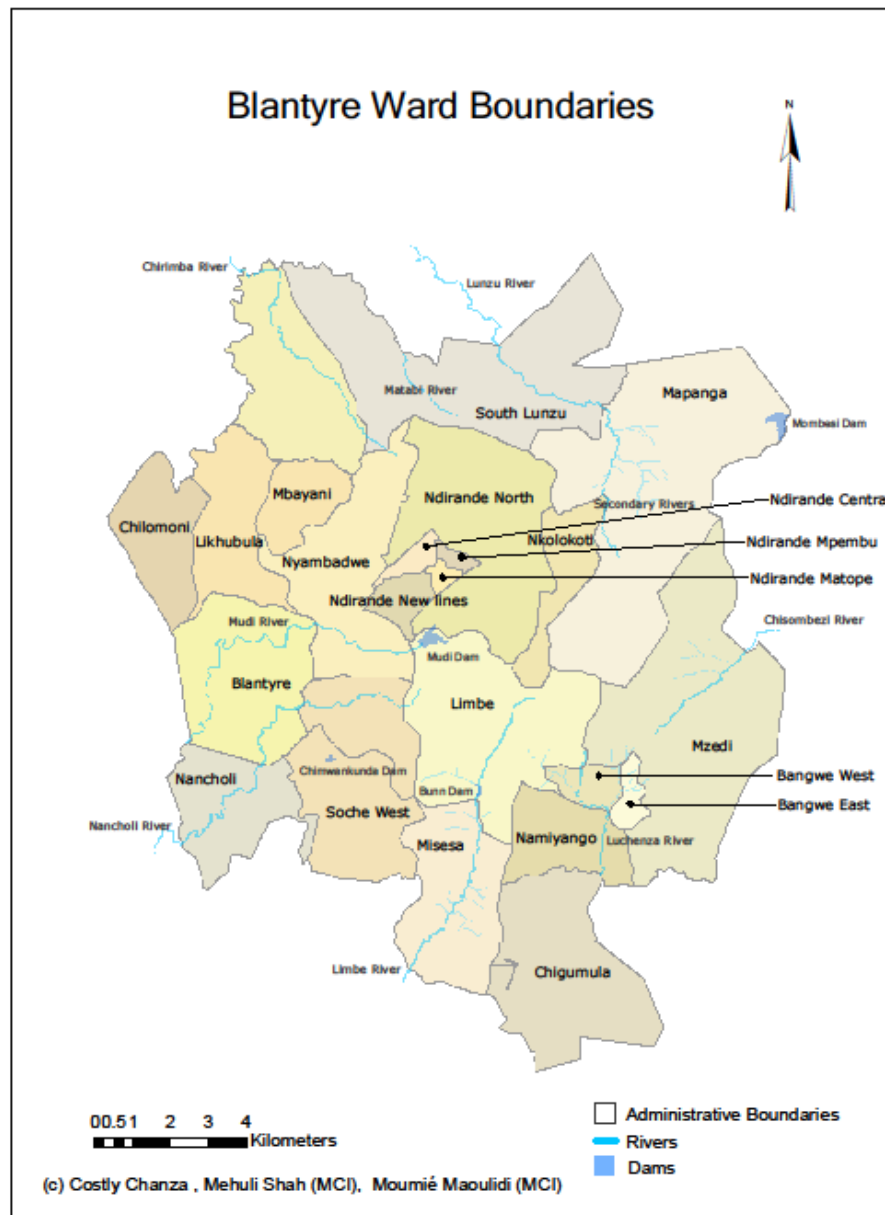 Blantyre Ward Boundaries
N
Chirimba River
Lunzu River
Matabi River
South Lunzu
Mapanga
Mombasi Dam
Mbayani
Ndirande North
Ndirande Centra
Secondary Rivers
Chilomoni
Likhubula
Nkolokoti
Ndirande Mpembu
Nyambadwe
Ndirande Matope
Ndirande New lines
Mudi River
Chisombezi River
Mudi Dam
Blantyre
Limbe
Mzedi
Nancholi
Chimwankunda Dam
Bangwe West
Bunn Dam
Bangwe East
Soche West
Nancholi River
Misesa
Namiyango
Luchenza River
Limbe River
Chigumula
00.51 2 3 4
Kilometers
Administrative Boundaries
Rivers
Dams
(c) Costly Chanza , Mehuli Shah (MCI), Moumié Maoulidi (MCI)